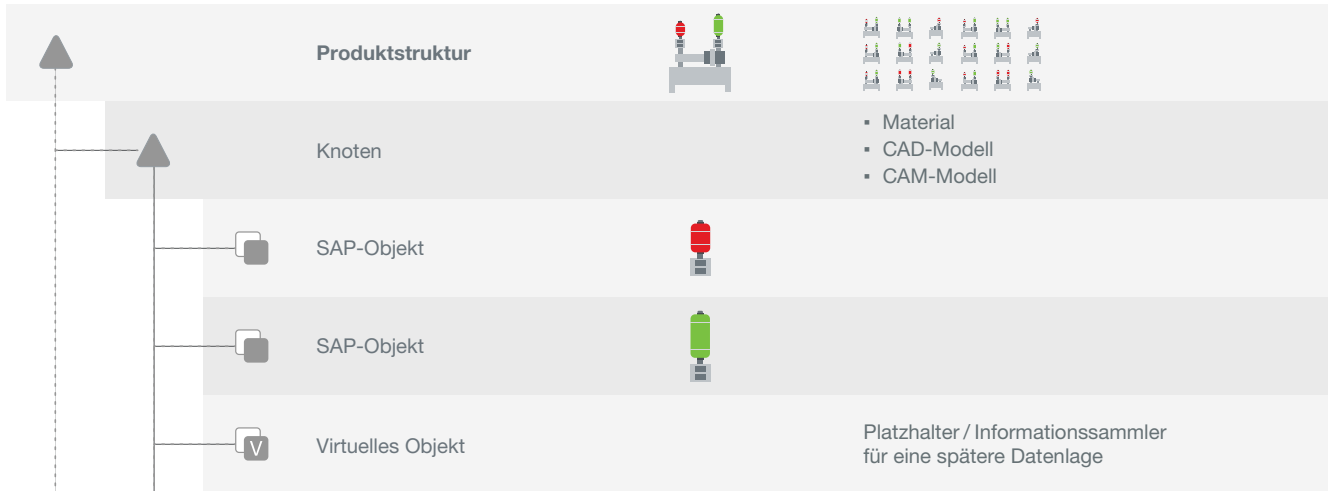 Produktstruktur
Knoten
▪ Material
▪ CAD-Modell
▪ CAM-Modell
SAP-Objekt
SAP-Objekt
V
Virtuelles Objekt
Platzhalter / Informationssammler
für eine spätere Datenlage